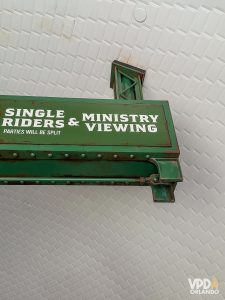 SINGLE RIDERS & MINISTRY VIEWING
PARTIES WILL BE SPLIT
VPD
ORLANDO